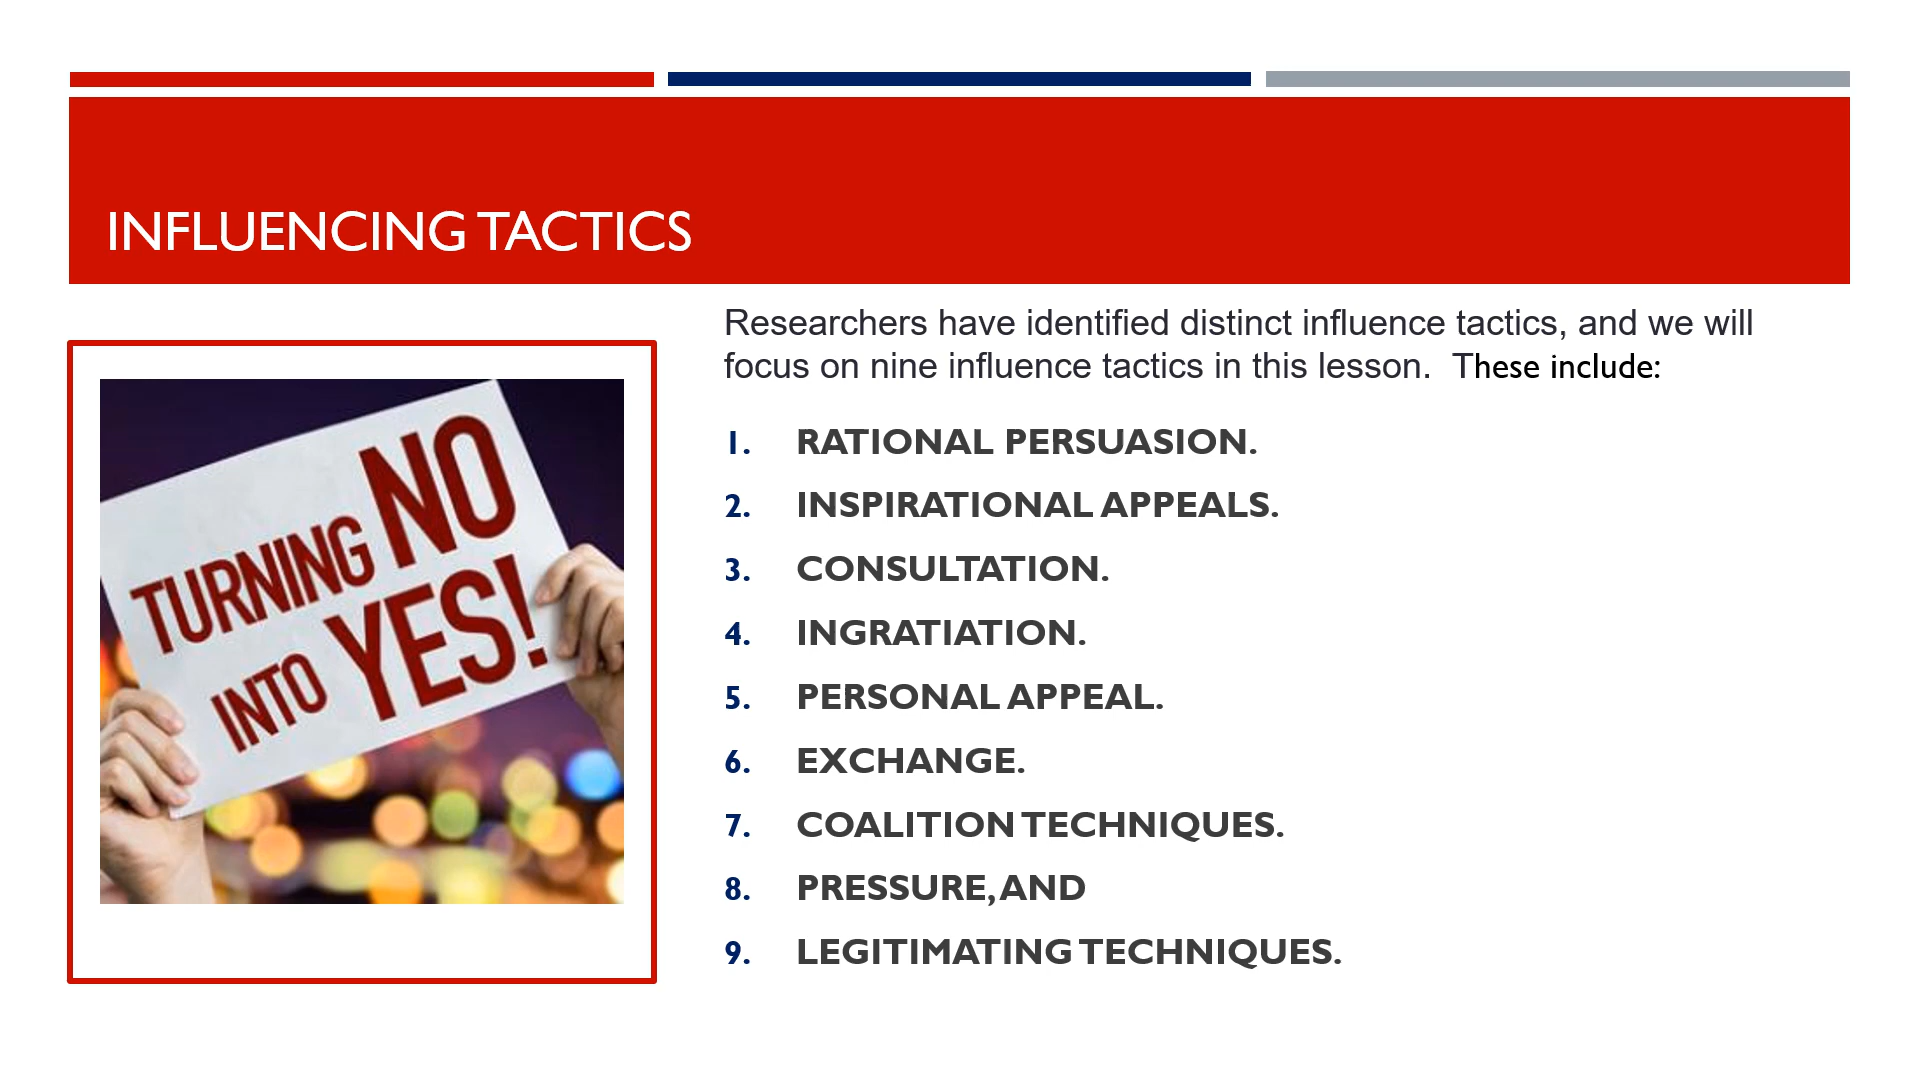 INFLUENCING TACTICS
TURNING NO
INTO YES!
Researchers have identified distinct influence tactics, and we will
focus on nine influence tactics in this lesson. These include:
1. RATIONAL PERSUASION.
2. INSPIRATIONAL APPEALS.
3. CONSULTATION.
4. INGRATIATION.
5. PERSONAL APPEAL.
6. EXCHANGE.
7. COALITION TECHNIQUES.
8. PRESSURE, AND
9. LEGITIMATING TECHNIQUES.